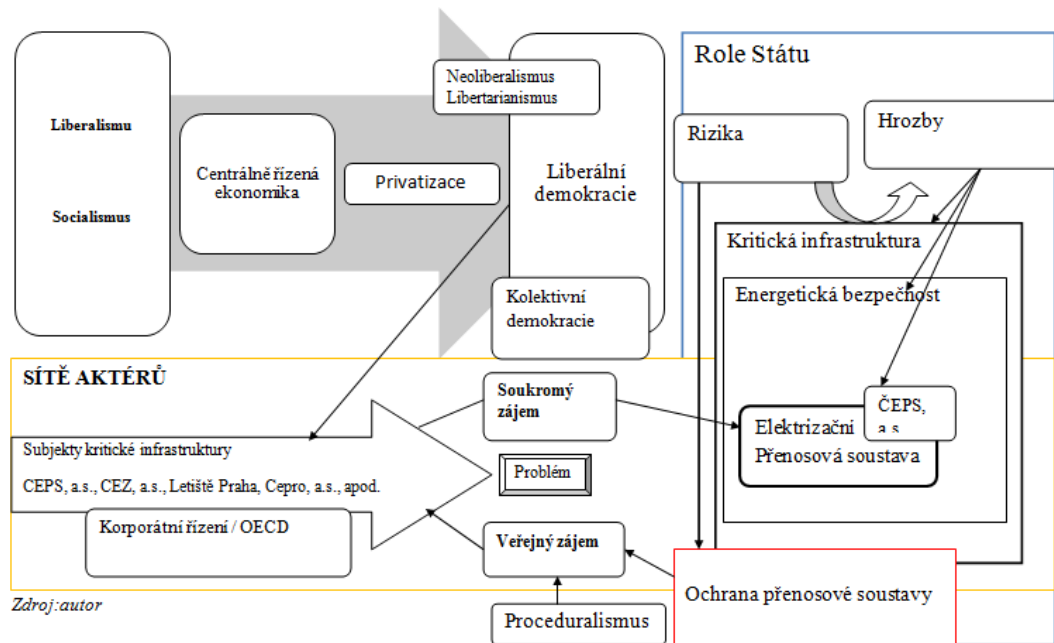 Liberalismu
Socialismus
Centrálně řízená
ekonomika
Privatizace
Neoliberalismus
Libertarianismus
Liberální
demokracie
Kolektivní
demokracie
Role Státu
Rizika
Hrozby
Kritická infrastruktura
Energetická bezpečnost
ČEPS,
a.s.
Elektrizační
Přenosová soustava
SÍTĚ AKTÉRŮ
Soukromý
zájem
Subjekty kritické infrastruktury
CEPS, a.s., CEZ, a.s., Letiště Praha, Cepro, a.s., apod.
Problém
Korporátní řízení / OECD
Veřejný zájem
Ochrana přenosové soustavy
Proceduralismus
Zdroj:autor